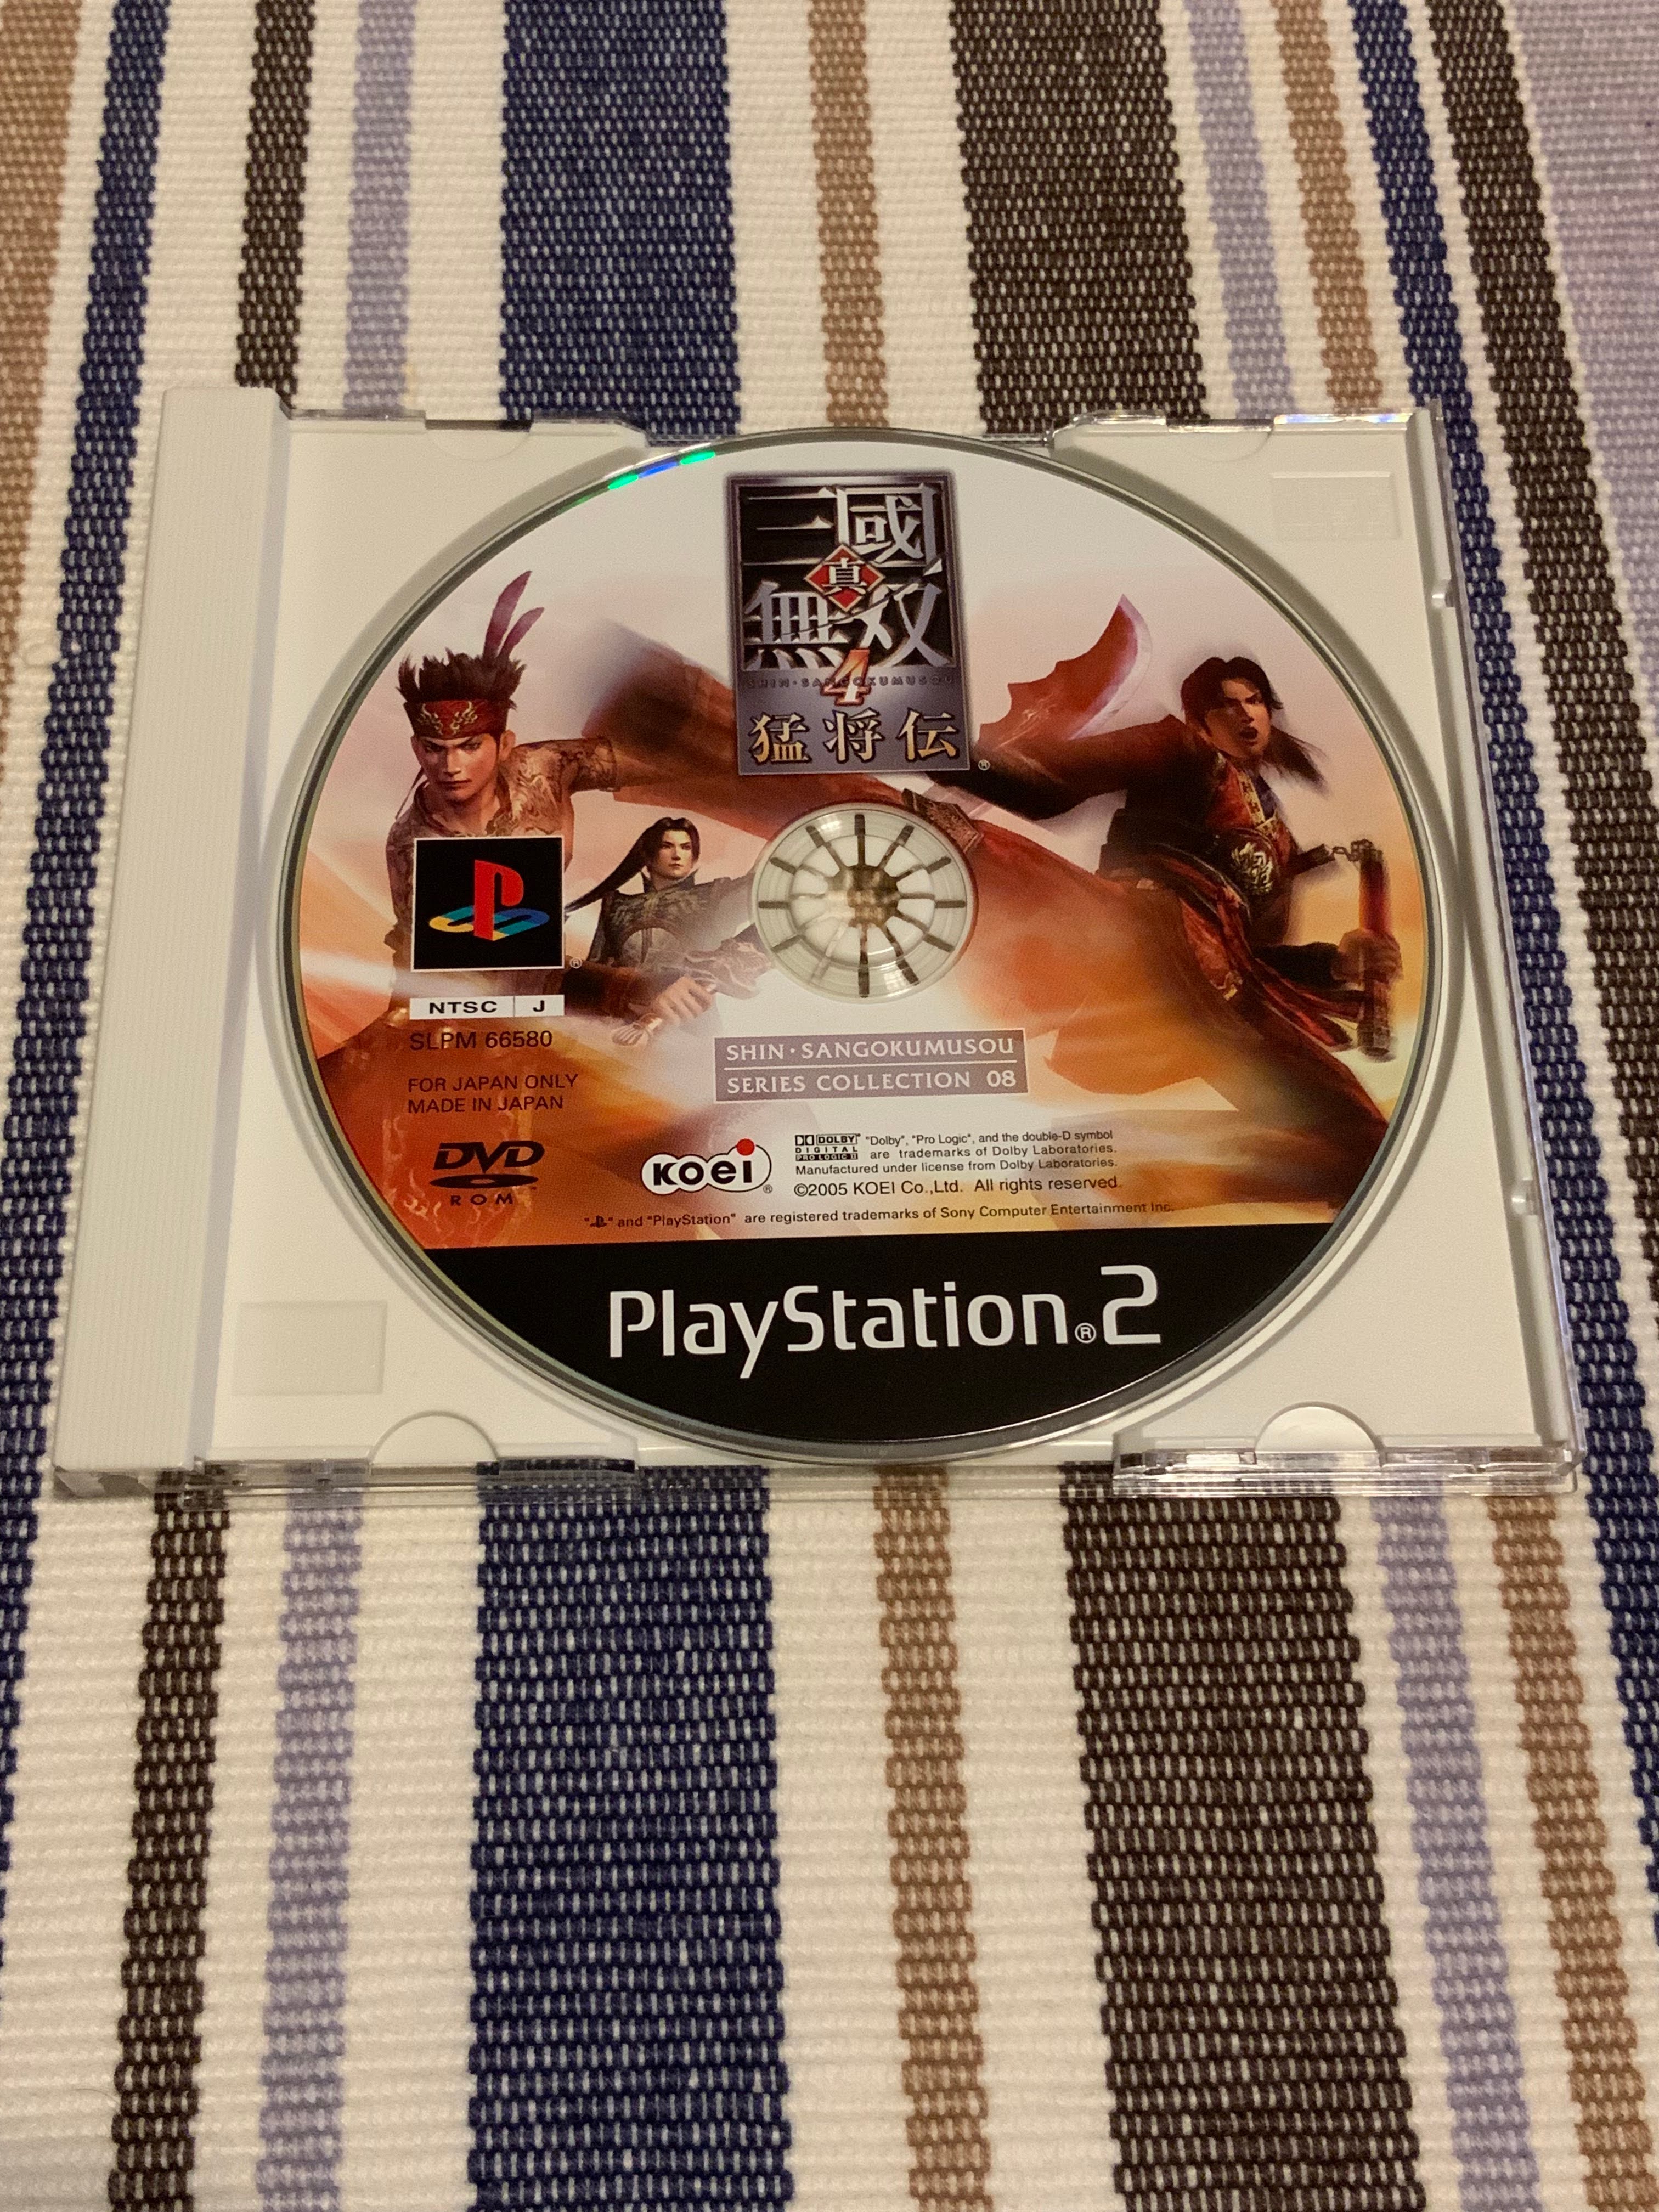 三國
真
無双
4
SHIN・SANGOKUMUSOU
猛将伝
®
®
NTSC J
SLPM 66580
FOR JAPAN ONLY
MADE IN JAPAN
SHIN・SANGOKUMUSOU
SERIES COLLECTION 08
DVD
ROM
KOEI ®
DOLBY
DIGITAL
PRO LOGIC II
"Dolby", "Pro Logic", and the double-D symbol
are trademarks of Dolby Laboratories.
Manufactured under license from Dolby Laboratories.
©2005 KOEI Co.,Ltd. All rights reserved.
" " and "PlayStation" are registered trademarks of Sony Computer Entertainment Inc.
PlayStation®2